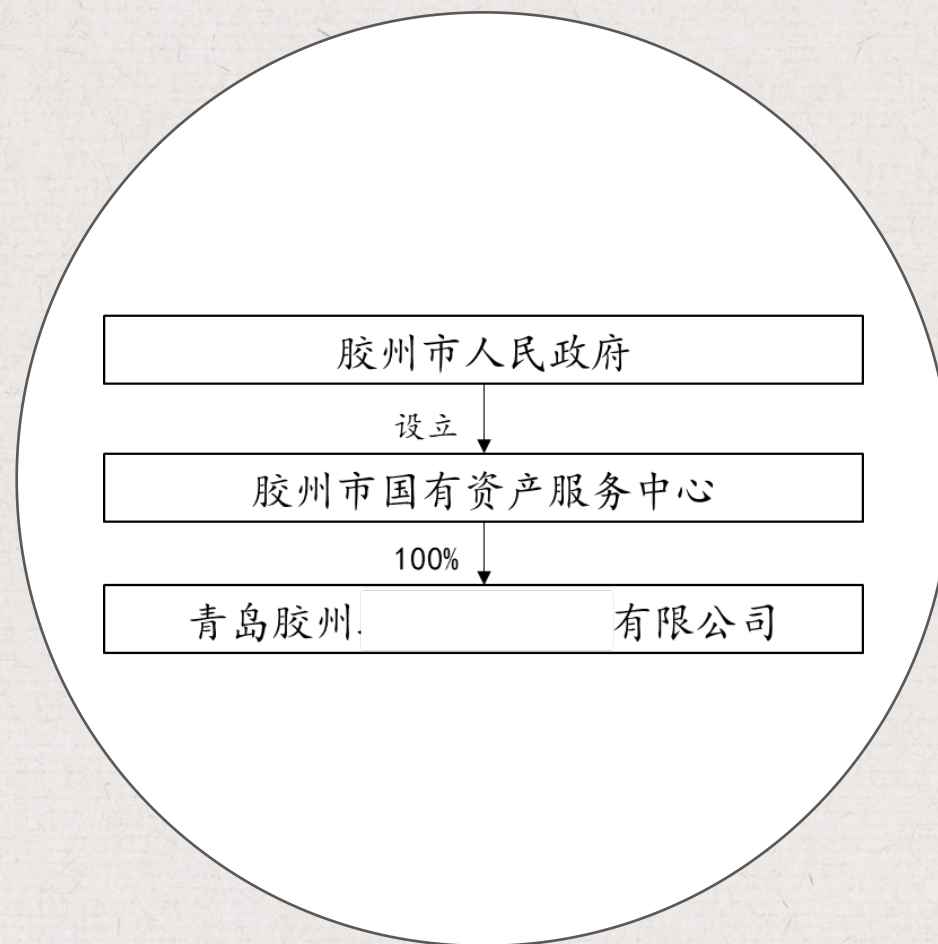 胶州市人民政府
设立
胶州市国有资产服务中心
100%
青岛胶州 有限公司